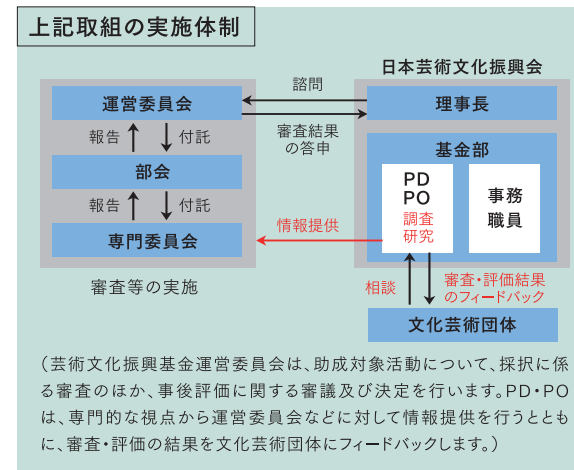 上記取組の実施体制
日本芸術文化振興会
運営委員会
諮問
理事長
審査結果
の答申
報告
付託
部会
報告
付託
専門委員会
審査等の実施
基金部
PD
PO
調査
研究
事務
職員
情報提供
相談
審査・評価結果
のフィードバック
文化芸術団体
(芸術文化振興基金運営委員会は、助成対象活動について、採択に係
る審査のほか、事後評価に関する審議及び決定を行います。PD・PO
は、専門的な視点から運営委員会などに対して情報提供を行うととも
に、審査・評価の結果を文化芸術団体にフィードバックします。)